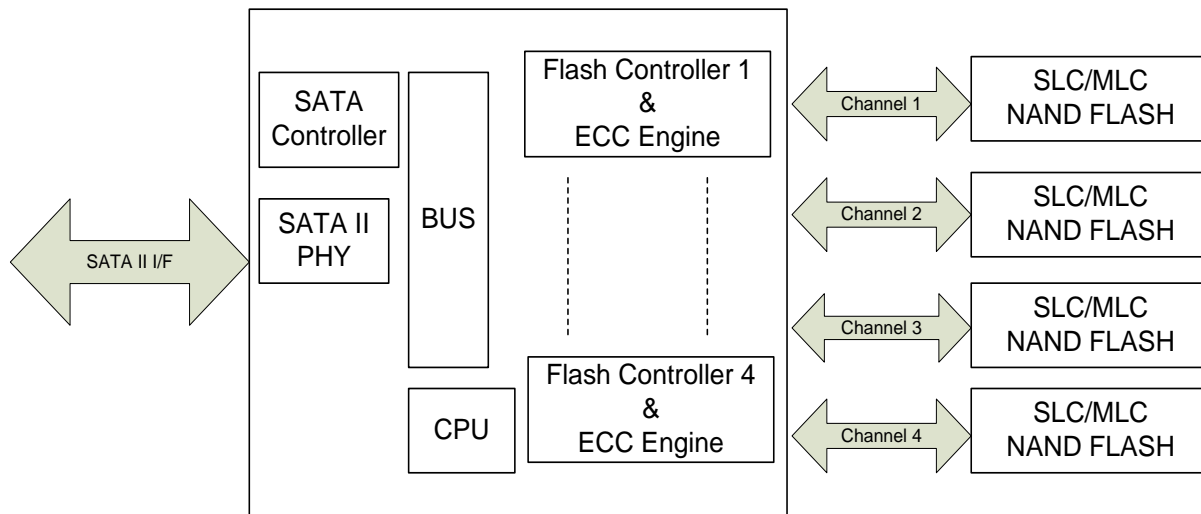 SATA II I/F
SATA
Controller
SATA II
PHY
BUS
CPU
Flash Controller 1
&
ECC Engine
Flash Controller 4
&
ECC Engine
Channel 1
SLC/MLC
NAND FLASH
Channel 2
SLC/MLC
NAND FLASH
Channel 3
SLC/MLC
NAND FLASH
Channel 4
SLC/MLC
NAND FLASH